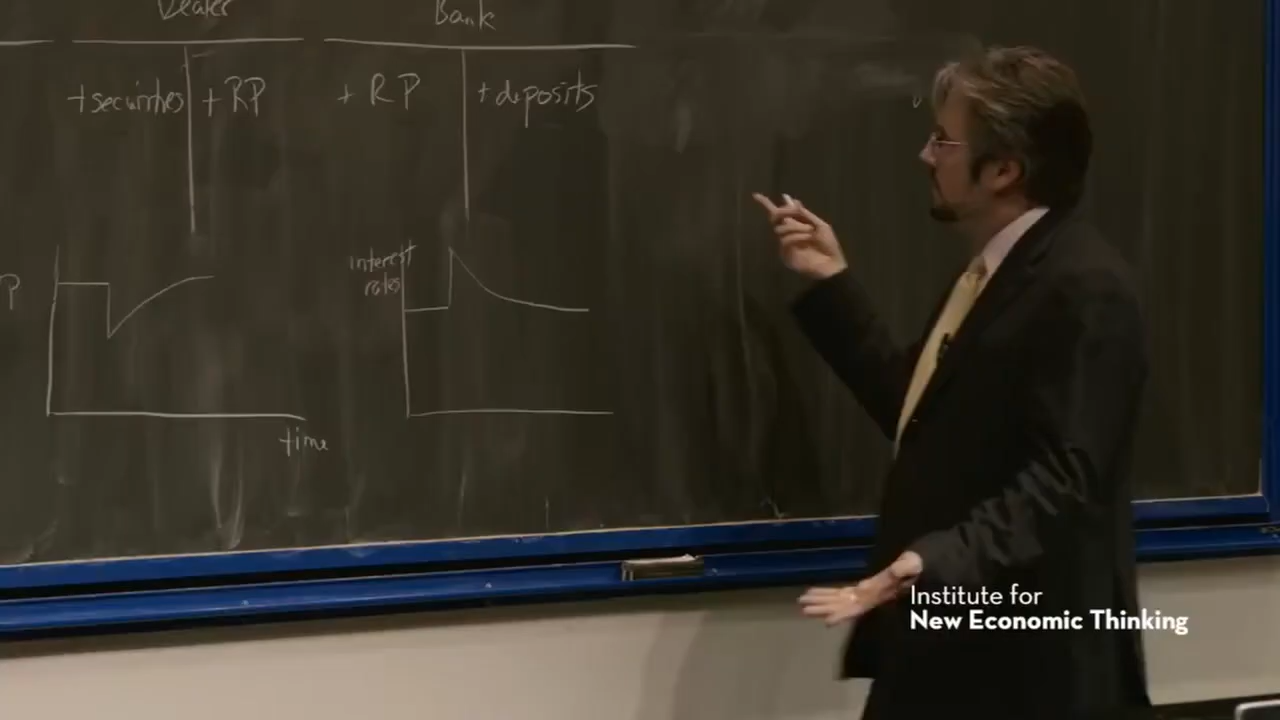 Dealer
Bank
+securities
+RP
+ RP
+deposits
P
time
interest
rates
Institute for
New Economic Thinking